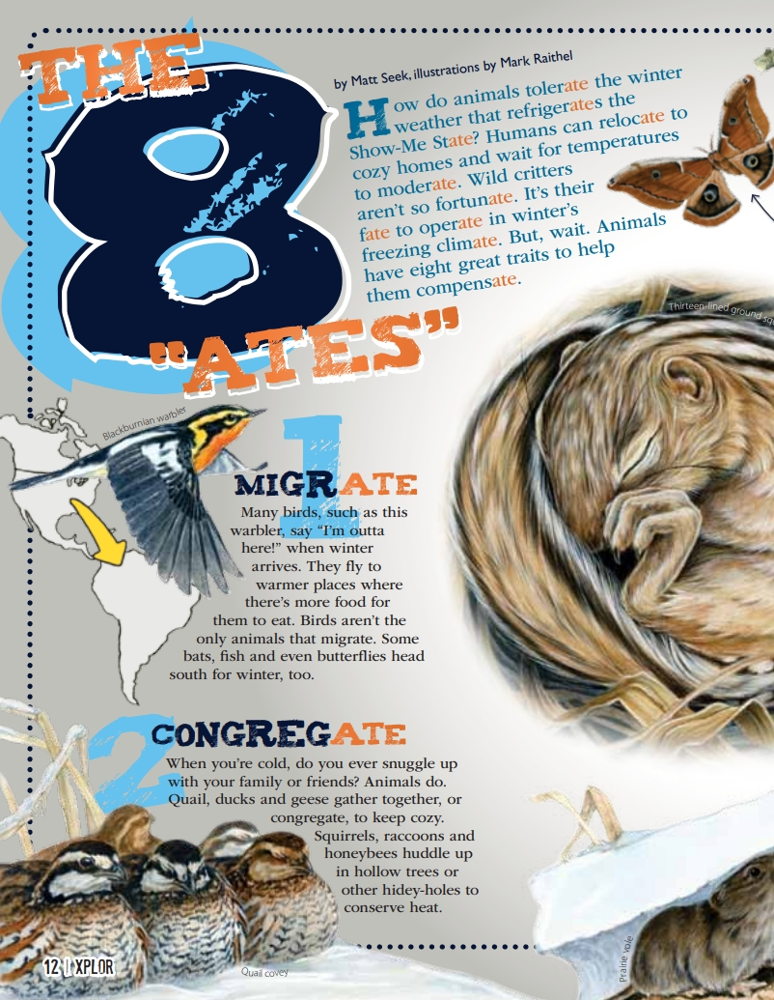 THE
8
"ATES"
by Matt Seek, illustrations by Mark Raithel
How do animals tolerate the winter
weather that refrigerates the
Show-Me State? Humans can relocate to
cozy homes and wait for temperatures
to moderate. Wild critters
aren't so fortunate. It's their
fate to operate in winter's
freezing climate. But, wait. Animals
have eight great traits to help
them compensate.
Thirteen-lined ground
Blackburnian warbler
1
MIGRATE
Many birds, such as this
warbler, say "I'm outta
here!" when winter
arrives. They fly to
warmer places where
there's more food for
them to eat. Birds aren't the
only animals that migrate. Some
bats, fish and even butterflies head
south for winter, too.
2
CONGREGATE
When you're cold, do you ever snuggle up
with your family or friends? Animals do.
Quail, ducks and geese gather together, or
congregate, to keep cozy.
Squirrels, raccoons and
honeybees huddle up
in hollow trees or
other hidey-holes to
conserve heat.
Prairie vole
Quail covey
12 | XPLOR